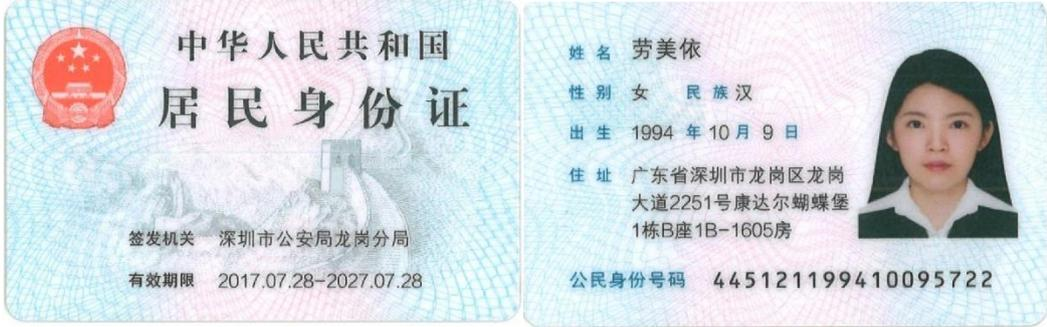 中华人民共和国
居民身份证
签发机关 深圳市公安局龙岗分局
有效期限 2017.07.28-2027.07.28
姓名 劳美依
性别 女 民族 汉
出生 1994 年 10 月 9 日
住址 广东省深圳市龙岗区龙岗
大道2251号康达尔蝴蝶堡
1栋B座1B-1605房
公民身份号码 445121199410095722